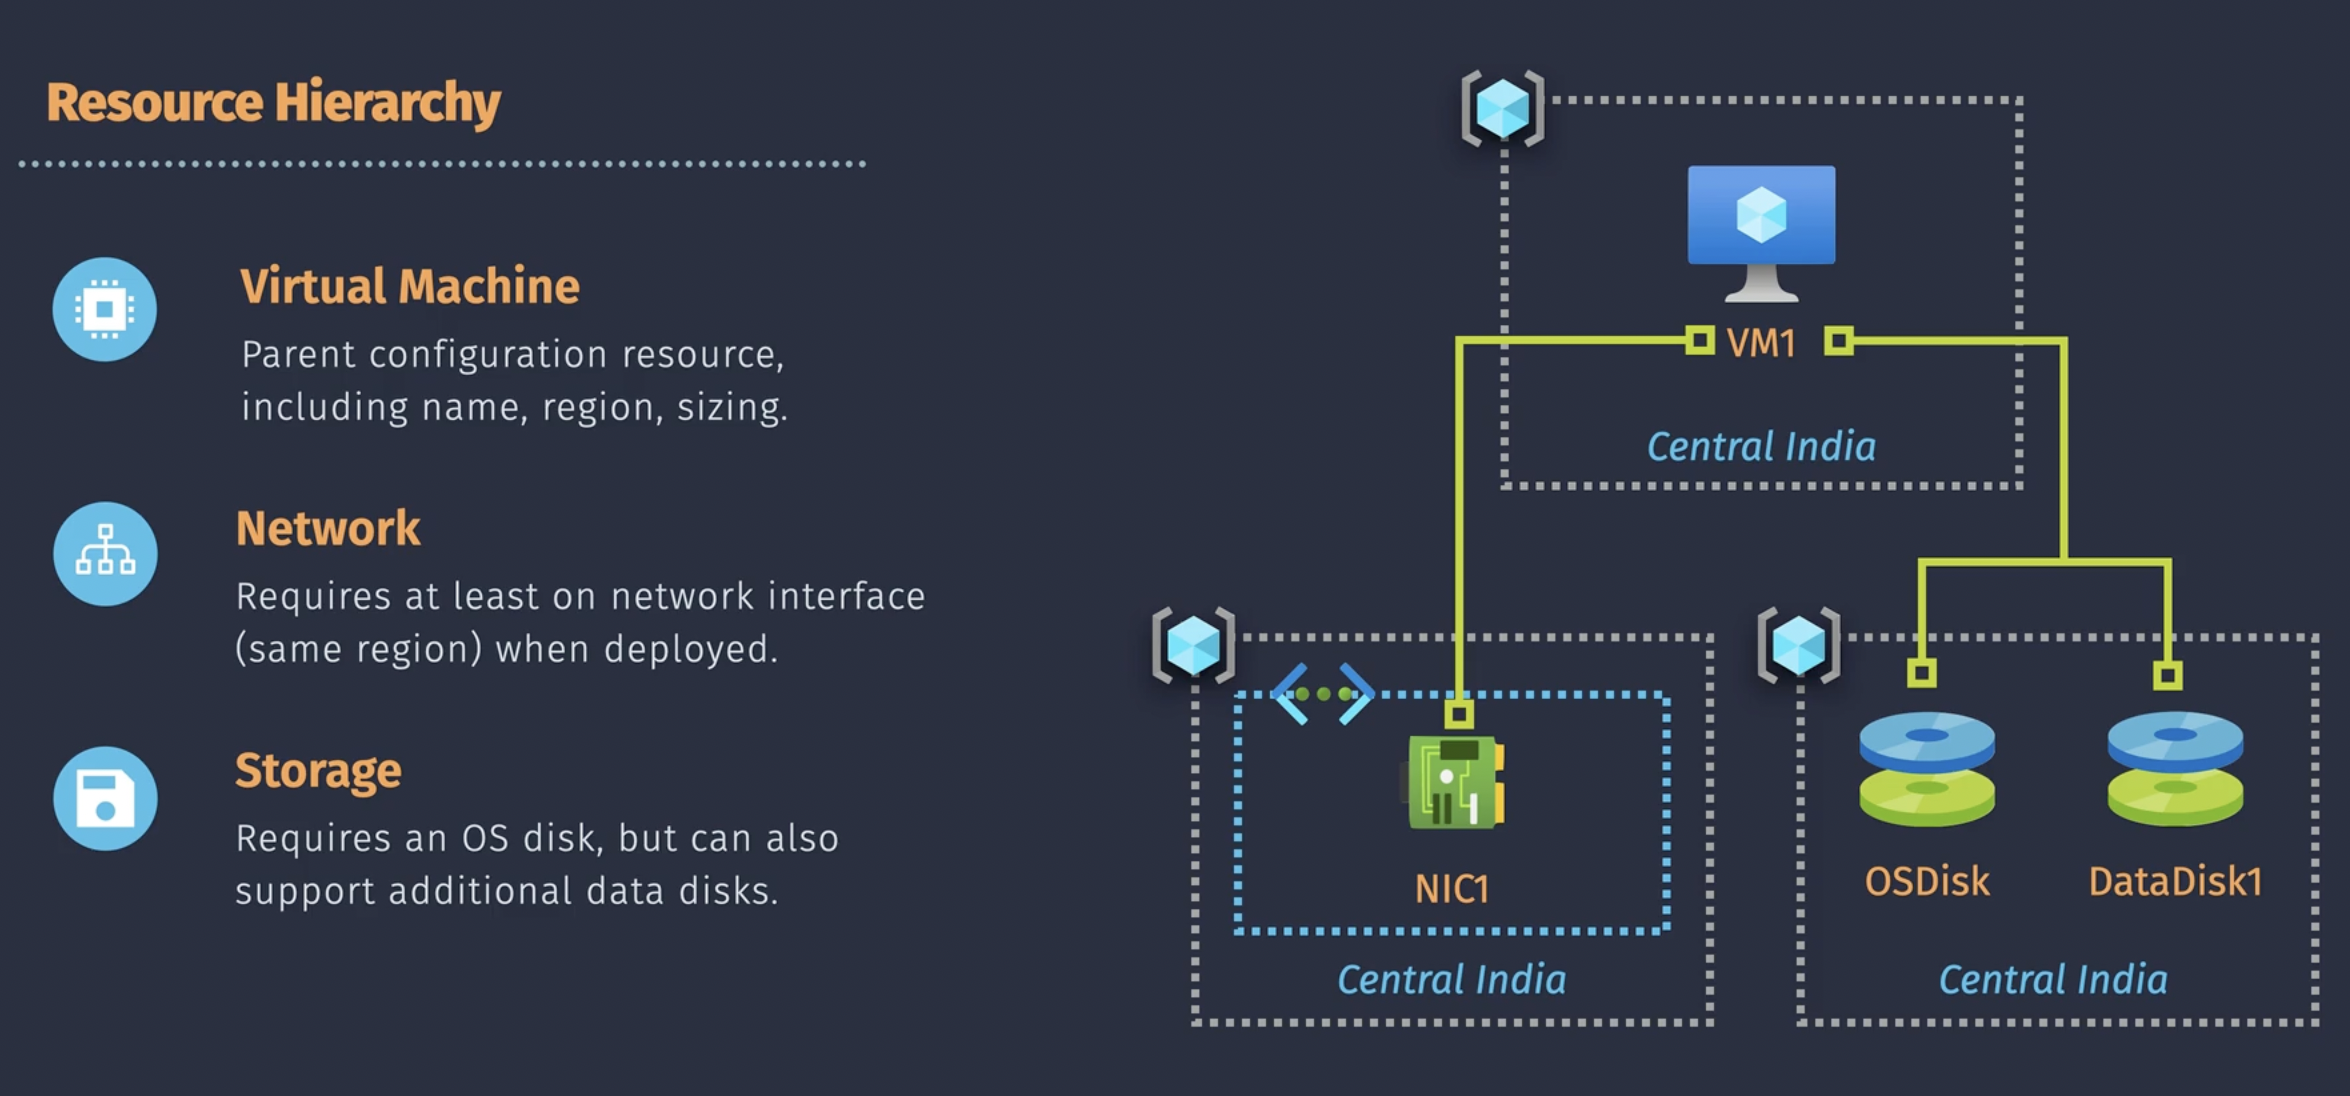 Resource Hierarchy
Virtual Machine
Parent configuration resource,
including name, region, sizing.
Network
Requires at least on network interface
(same region) when deployed.
Storage
Requires an OS disk, but can also
support additional data disks.
VM1
Central India
NIC1
Central India
OSDisk
DataDisk1
Central India